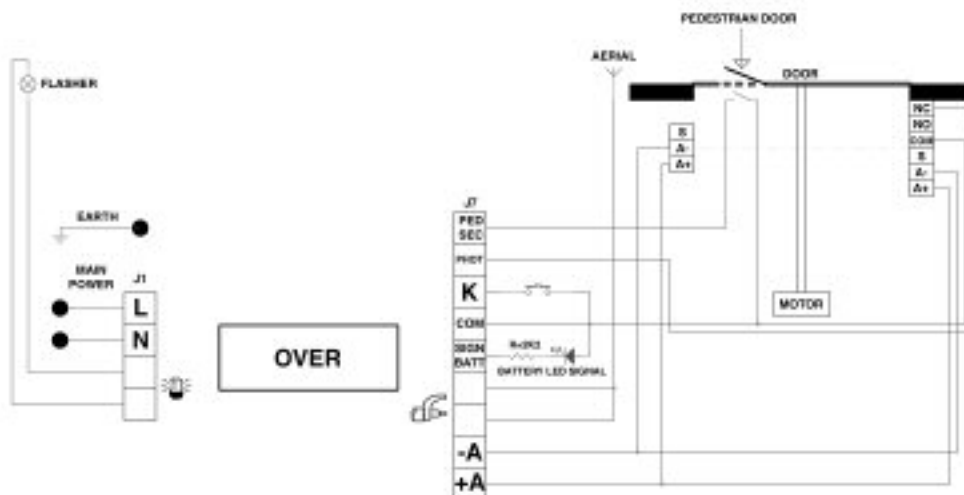 PEDESTRIAN DOOR
AERIAL
FLASHER
DOOR
NC
NO
COM
S
A-
A+
S
A-
A+
EARTH
MAIN
POWER
J1
L
N
OVER
J7
PED
SEC
PHOT
K
COM
SIGN
BATT
BATTERY LED SIGNAL
-A
+A
MOTOR